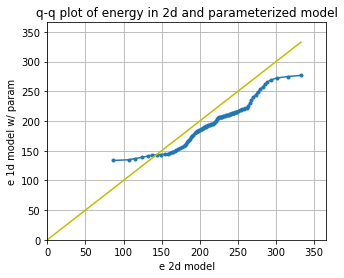 q-q plot of energy in 2d and parameterized model
e 1d model w/ param
350
300
250
200
150
100
50
0
0 50 100 150 200 250 300 350
e 2d model